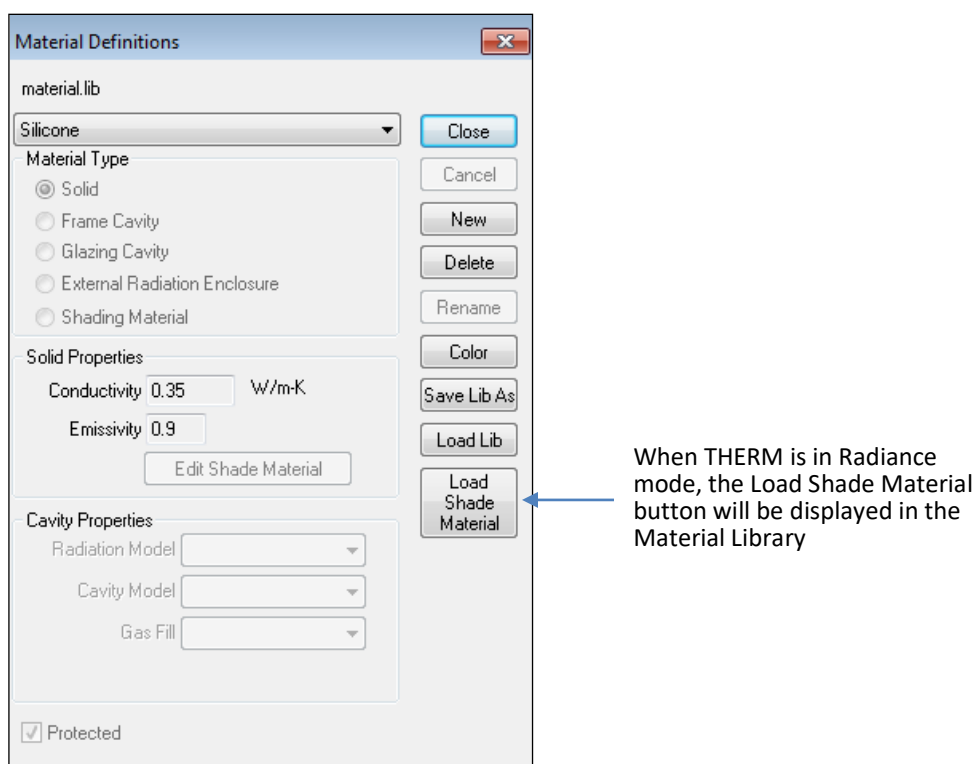 Material Definitions
material.lib
Silicone
Close
Material Type
Cancel
Solid
Frame Cavity
New
Glazing Cavity
Delete
External Radiation Enclosure
Rename
Shading Material
Color
Solid Properties
Conductivity 0.35 W/m-K
Save Lib As
Emissivity 0.9
Load Lib
Edit Shade Material
Load
Shade
Material
Cavity Properties
Radiation Model
Cavity Model
Gas Fill
Protected
When THERM is in Radiance
mode, the Load Shade Material
button will be displayed in the
Material Library